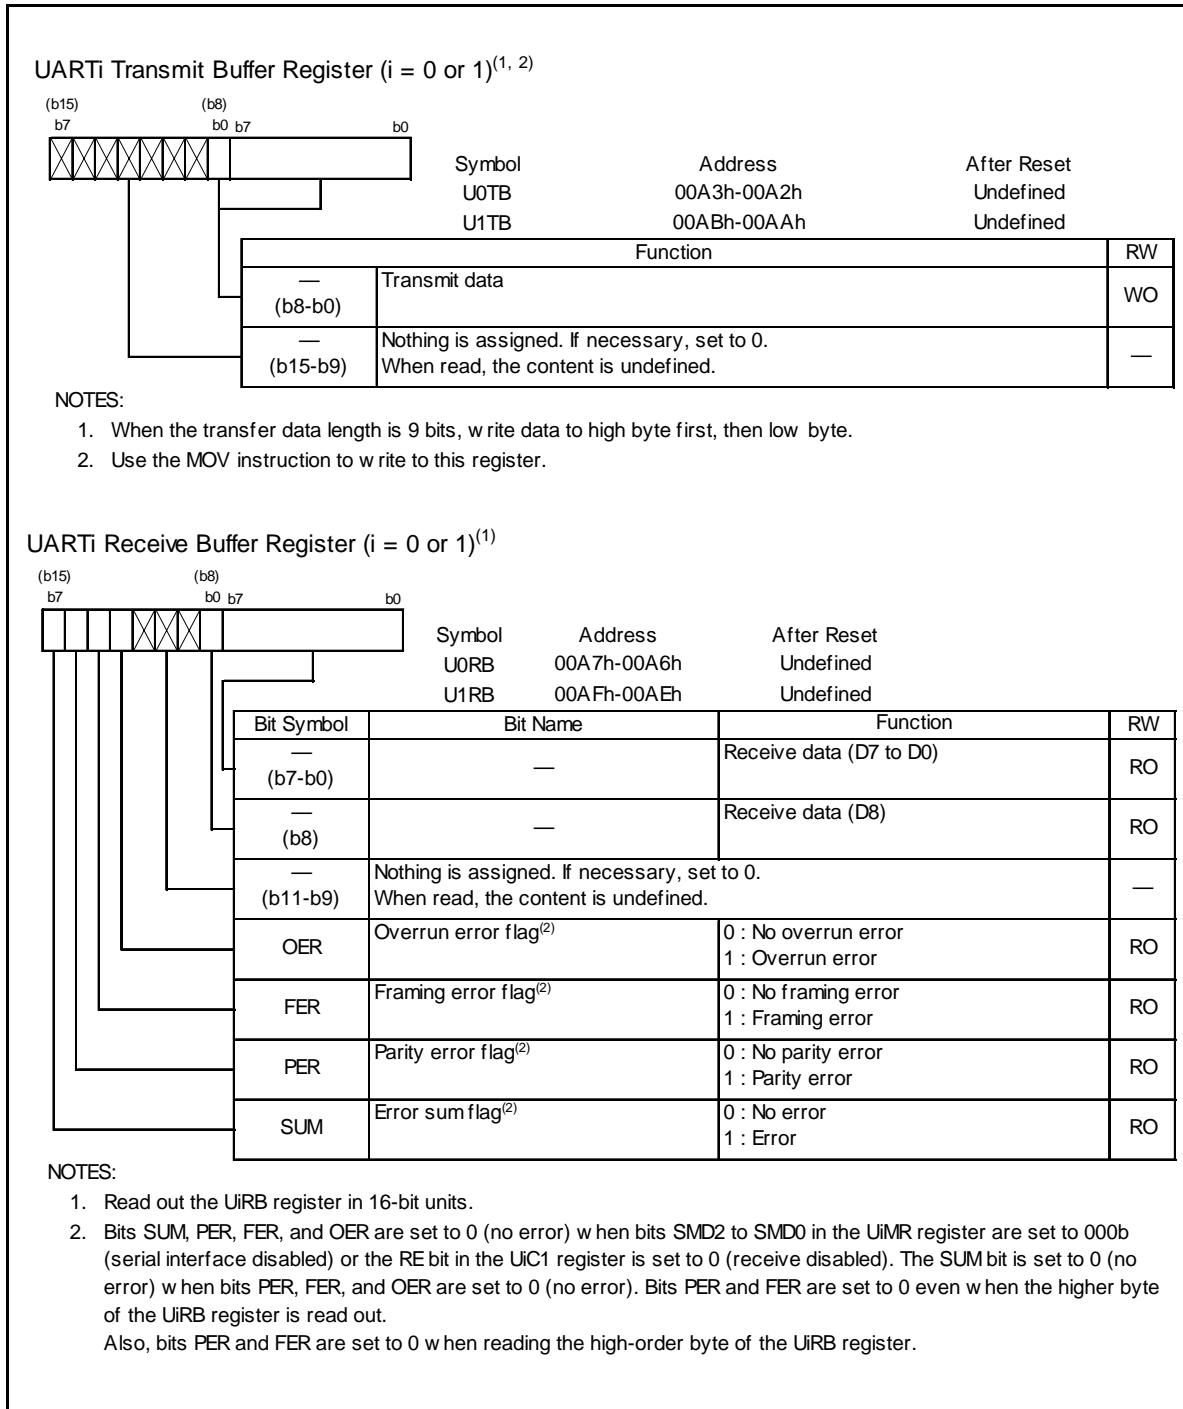 UARTi Transmit Buffer Register (i = 0 or 1)(1, 2)
(b15) (b8)
b7 b0 b7 b0
Symbol Address After Reset
U0TB 00A3h-00A2h Undefined
U1TB 00ABh-00AAh Undefined
Function RW
— Transmit data
(b8-b0) WO
— Nothing is assigned. If necessary, set to 0.
(b15-b9) When read, the content is undefined. —
NOTES:
1. When the transfer data length is 9 bits, write data to high byte first, then low byte.
2. Use the MOV instruction to write to this register.
UARTi Receive Buffer Register (i = 0 or 1)(1)
(b15) (b8)
b7 b0 b7 b0
Symbol Address After Reset
U0RB 00A7h-00A6h Undefined
U1RB 00AFh-00AEh Undefined
Bit Symbol Bit Name Function RW
— — Receive data (D7 to D0) RO
(b7-b0)
— — Receive data (D8) RO
(b8)
— Nothing is assigned. If necessary, set to 0.
(b11-b9) When read, the content is undefined. —
OER Overrun error flag(2) 0 : No overrun error RO
1 : Overrun error
FER Framing error flag(2) 0 : No framing error RO
1 : Framing error
PER Parity error flag(2) 0 : No parity error RO
1 : Parity error
SUM Error sum flag(2) 0 : No error RO
1 : Error
NOTES:
1. Read out the UiRB register in 16-bit units.
2. Bits SUM, PER, FER, and OER are set to 0 (no error) when bits SMD2 to SMD0 in the UiMR register are set to 000b
(serial interface disabled) or the RE bit in the UiC1 register is set to 0 (receive disabled). The SUM bit is set to 0 (no
error) when bits PER, FER, and OER are set to 0 (no error). Bits PER and FER are set to 0 even when the higher byte
of the UiRB register is read out.
Also, bits PER and FER are set to 0 when reading the high-order byte of the UiRB register.